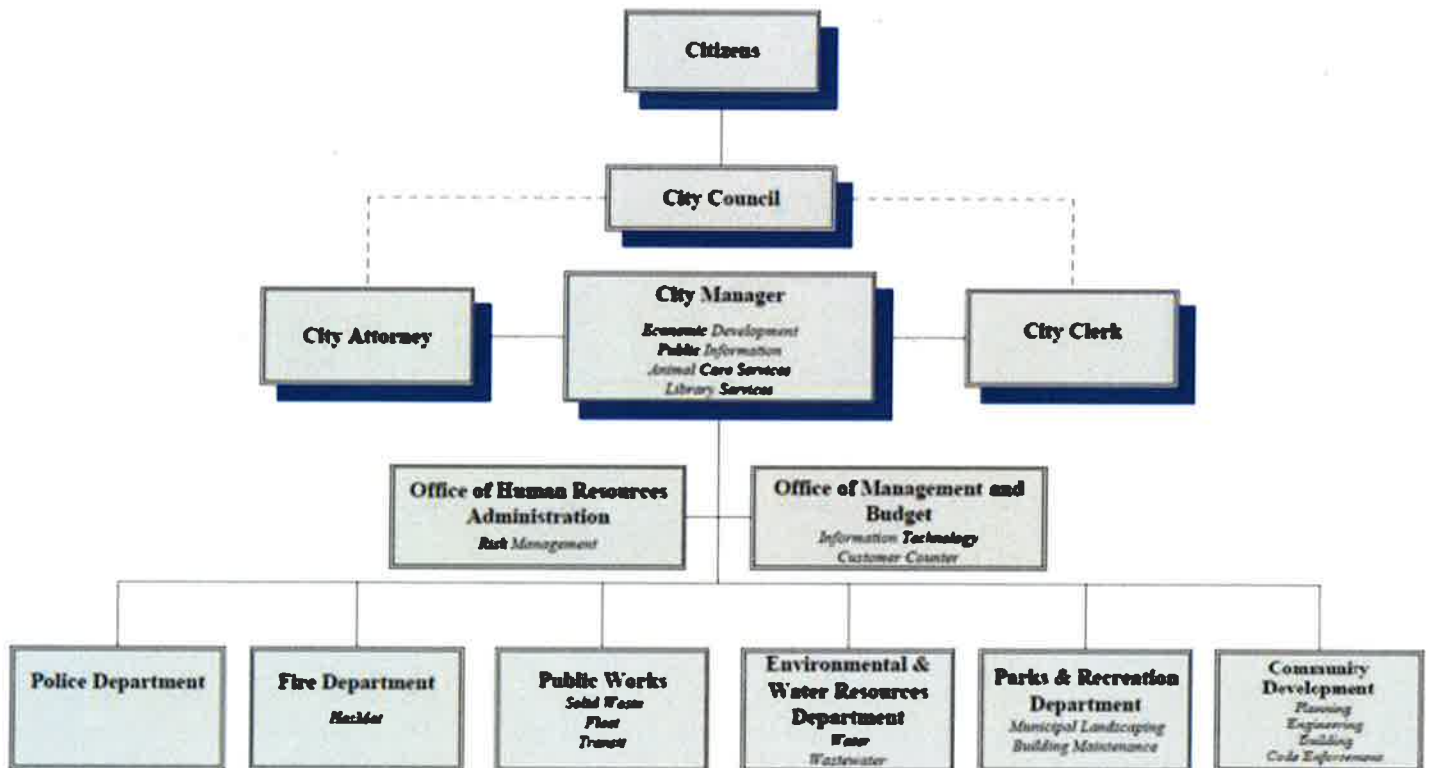 Citizens
City Council
City Attorney
City Manager
Economic Development
Public Information
Animal Care Services
Library Services
City Clerk
Office of Human Resources
Administration
Risk Management
Office of Management and
Budget
Information Technology
Customer Counter
Police Department
Fire Department
HazMat
Public Works
Solid Waste
Fleet
Transit
Environmental &
Water Resources
Department
Water
Wastewater
Parks & Recreation
Department
Municipal Landscaping
Building Maintenance
Community
Development
Planning
Engineering
Building
Code Enforcement